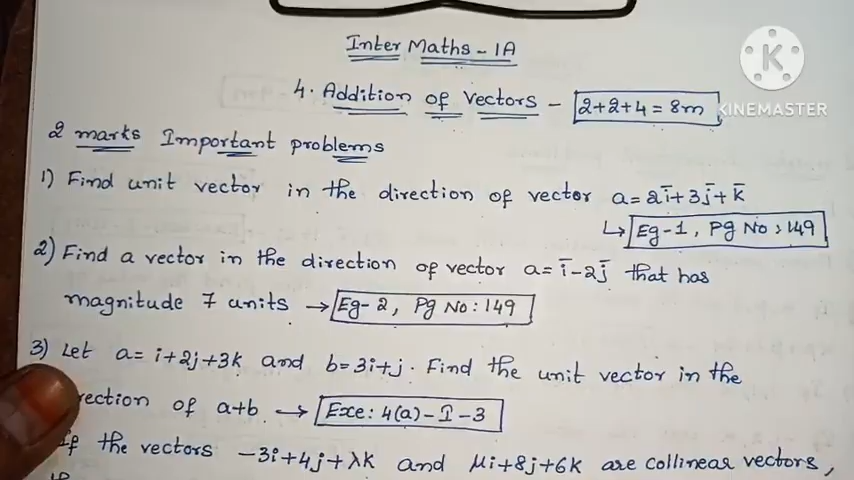 Inter Maths - 1A
4. Addition of vectors - 2+2+4 = 8m
KINEMASTER
2 marks Important problems
1) Find unit vector in the direction of vector a = 2i̅+3j̅+k̅
↳ Eg-1, Pg No: 149
2) Find a vector in the direction of vector a = i̅-2j̅ that has
magnitude 7 units → Eg-2, Pg No: 149
3) Let a = i+2j+3k and b = 3i+j. Find the unit vector in the
rection of a+b → Exe: 4(a)-I-3
If the vectors -3i+4j+λk and μi+8j+6k are collinear vectors,